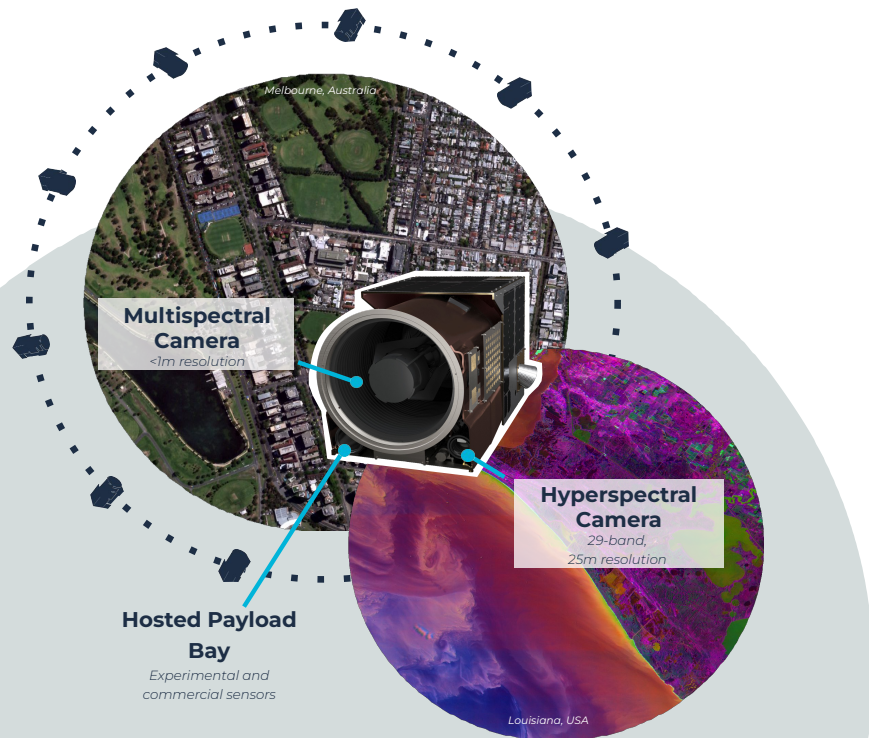 Melbourne, Australia
Multispectral
Camera
<1m resolution
Hyperspectral
Camera
29-band,
25m resolution
Hosted Payload
Bay
Experimental and
commercial sensors
Louisiana, USA